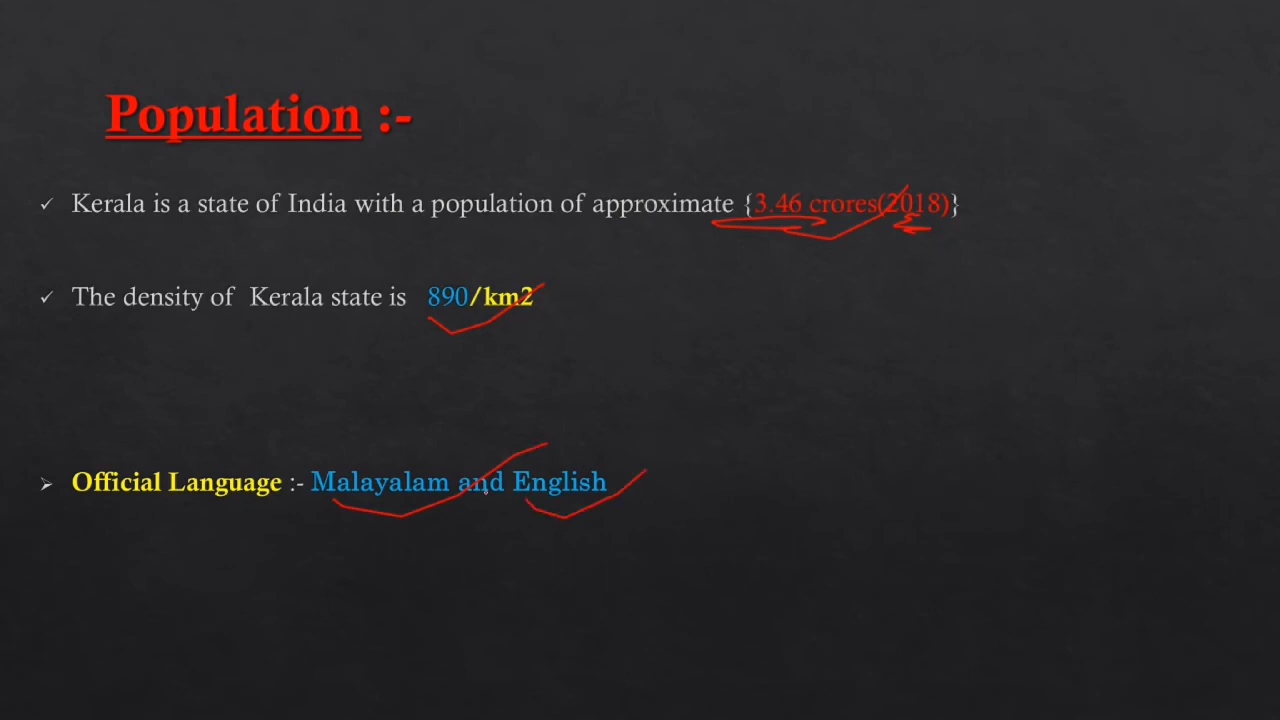 Population :-
Kerala is a state of India with a population of approximate {3.46 crores(2018)}
The density of Kerala state is 890/km2
Official Language :- Malayalam and English